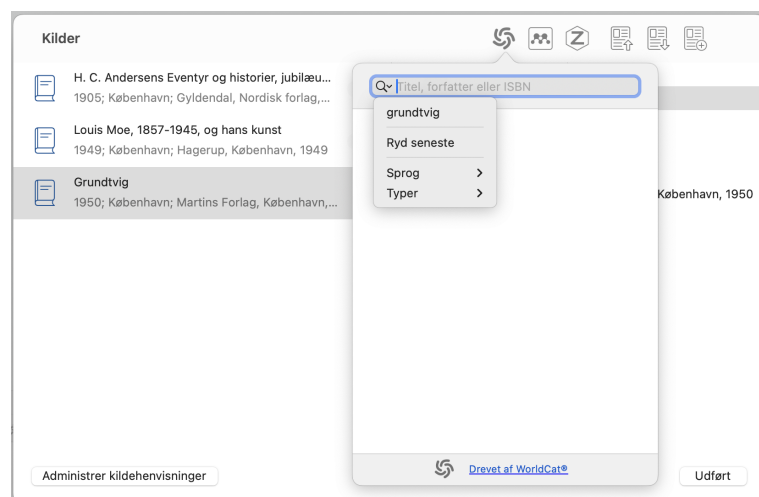 Kilder
H. C. Andersens Eventyr og historier, jubilæu...
1905; København; Gyldendal, Nordisk forlag,...
Louis Moe, 1857-1945, og hans kunst
1949; København; Hagerup, København, 1949
Grundtvig
1950; København; Martins Forlag, København,...
Titel, forfatter eller ISBN
grundtvig
Ryd seneste
Sprog
Typer
København, 1950
Administrer kildehenvisninger
Drevet af WorldCat®
Udført